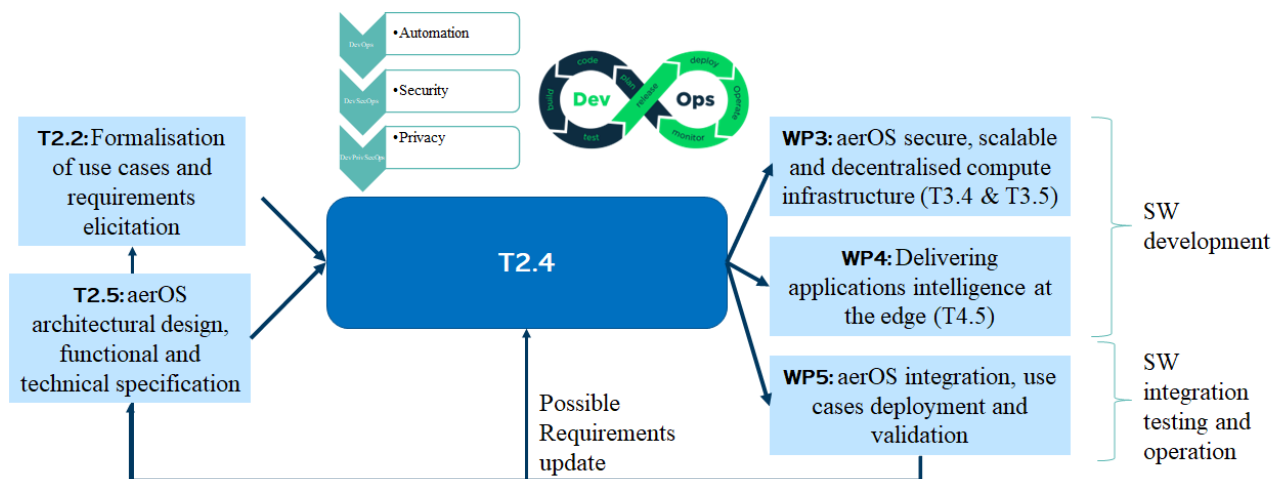 DevOps
•Automation
DevSecOps
•Security
DevPrivSecOps
•Privacy
code
plan
build
test
Dev
release
deploy
Operate
monitor
Ops
T2.2: Formalisation
of use cases and
requirements
elicitation
T2.5: aerOS
architectural design,
functional and
technical specification
T2.4
WP3: aerOS secure, scalable
and decentralised compute
infrastructure (T3.4 & T3.5)
WP4: Delivering
applications intelligence at
the edge (T4.5)
WP5: aerOS integration, use
cases deployment and
validation
SW
development
SW
integration
testing and
operation
Possible
Requirements
update